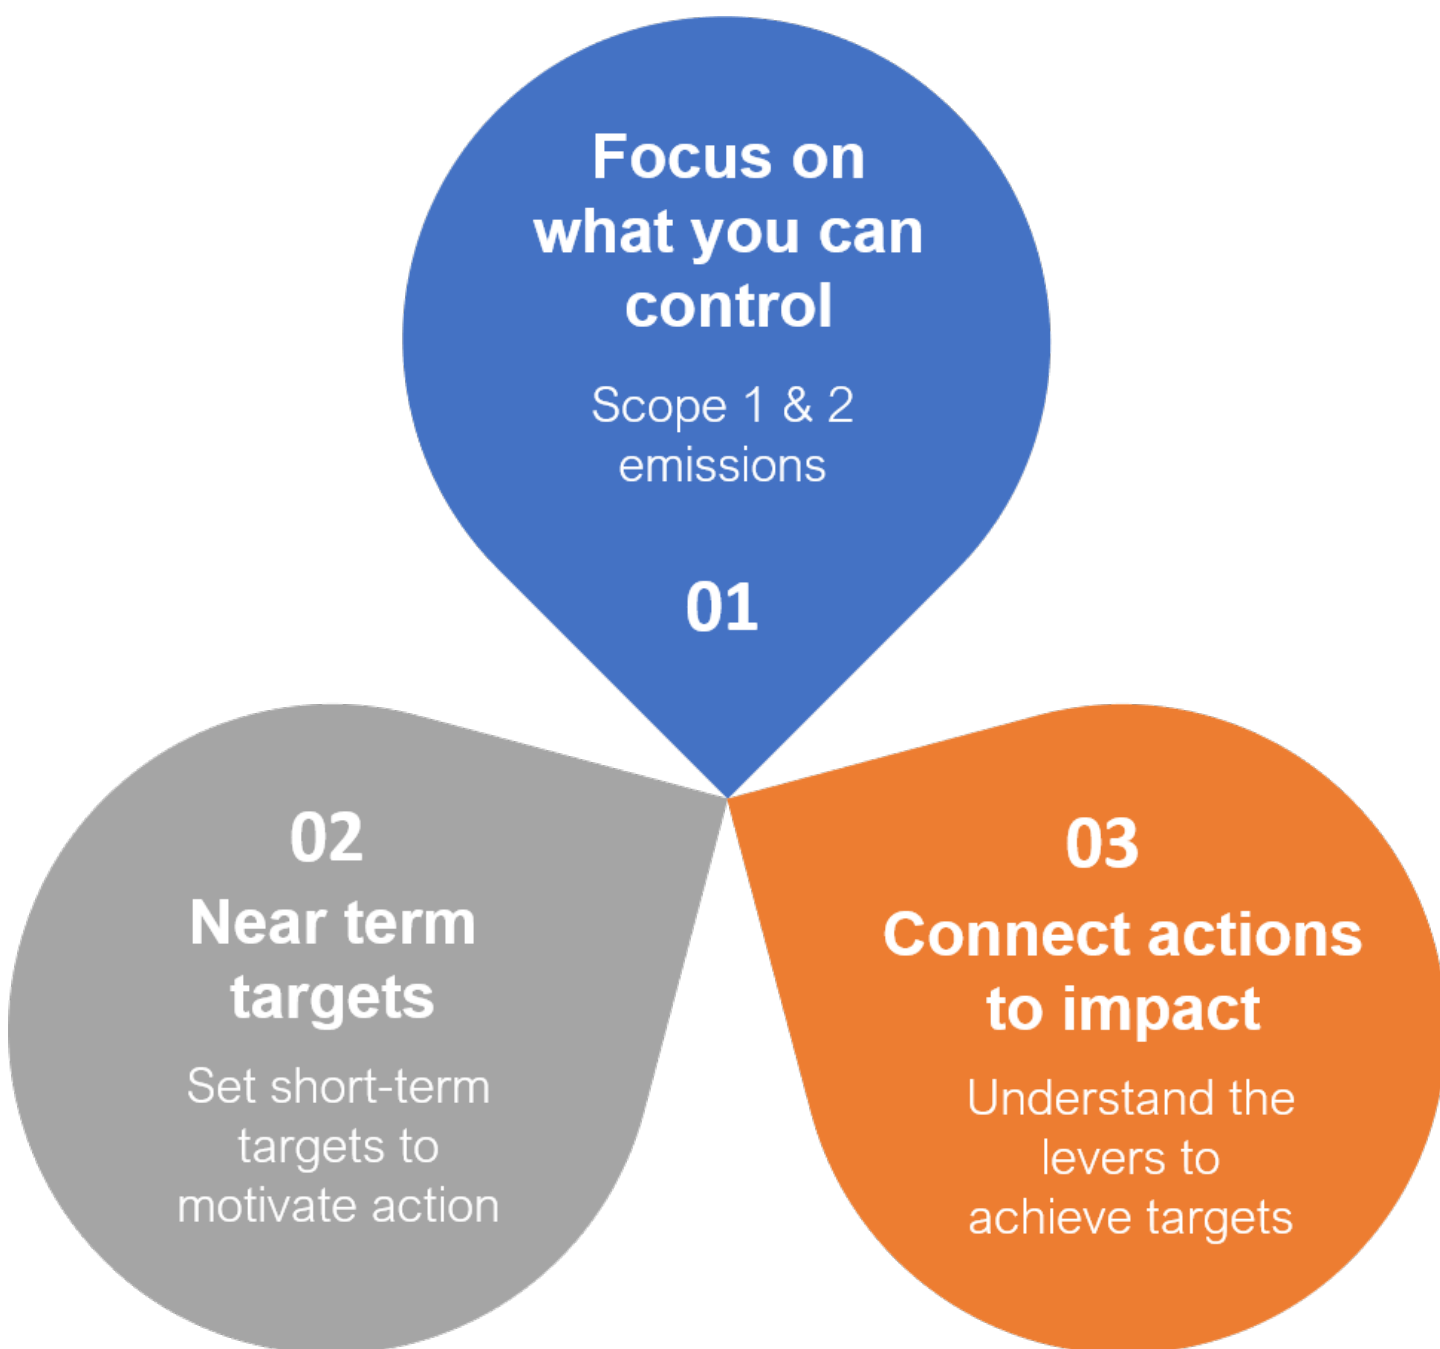 Focus on
what you can
control
Scope 1 & 2
emissions
01
02
Near term
targets
Set short-term
targets to
motivate action
03
Connect actions
to impact
Understand the
levers to
achieve targets